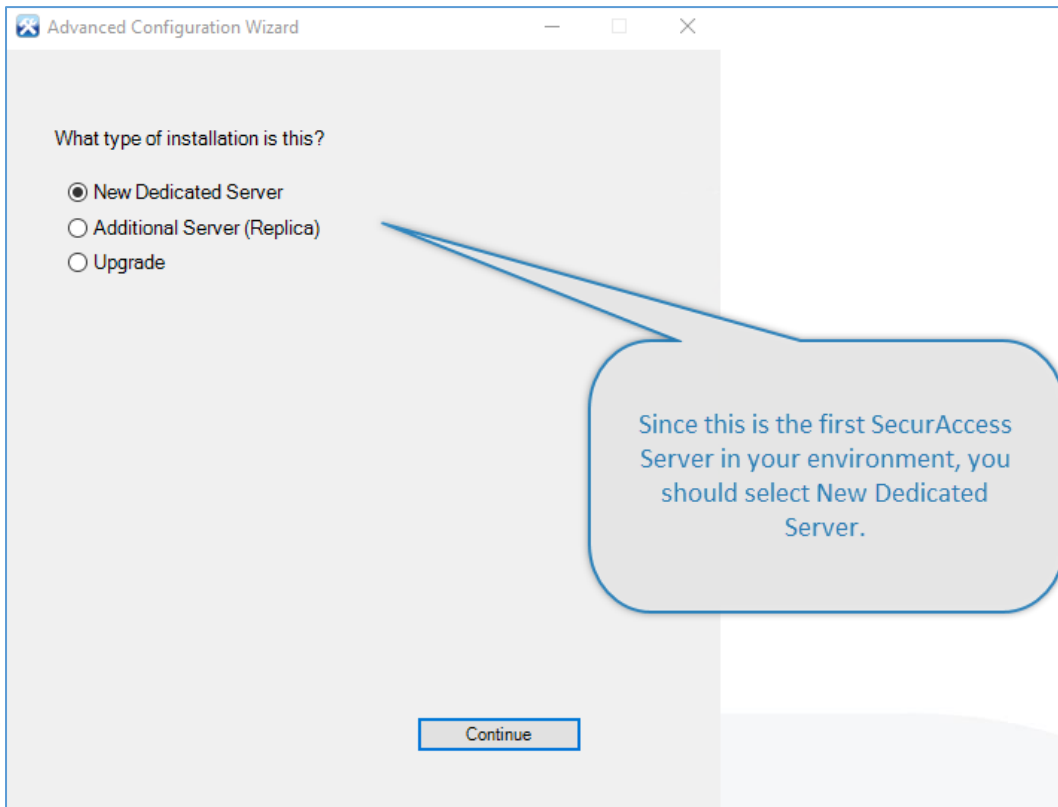 Advanced Configuration Wizard
What type of installation is this?
New Dedicated Server
Additional Server (Replica)
Upgrade
Since this is the first SecurAccess
Server in your environment, you
should select New Dedicated
Server.
Continue